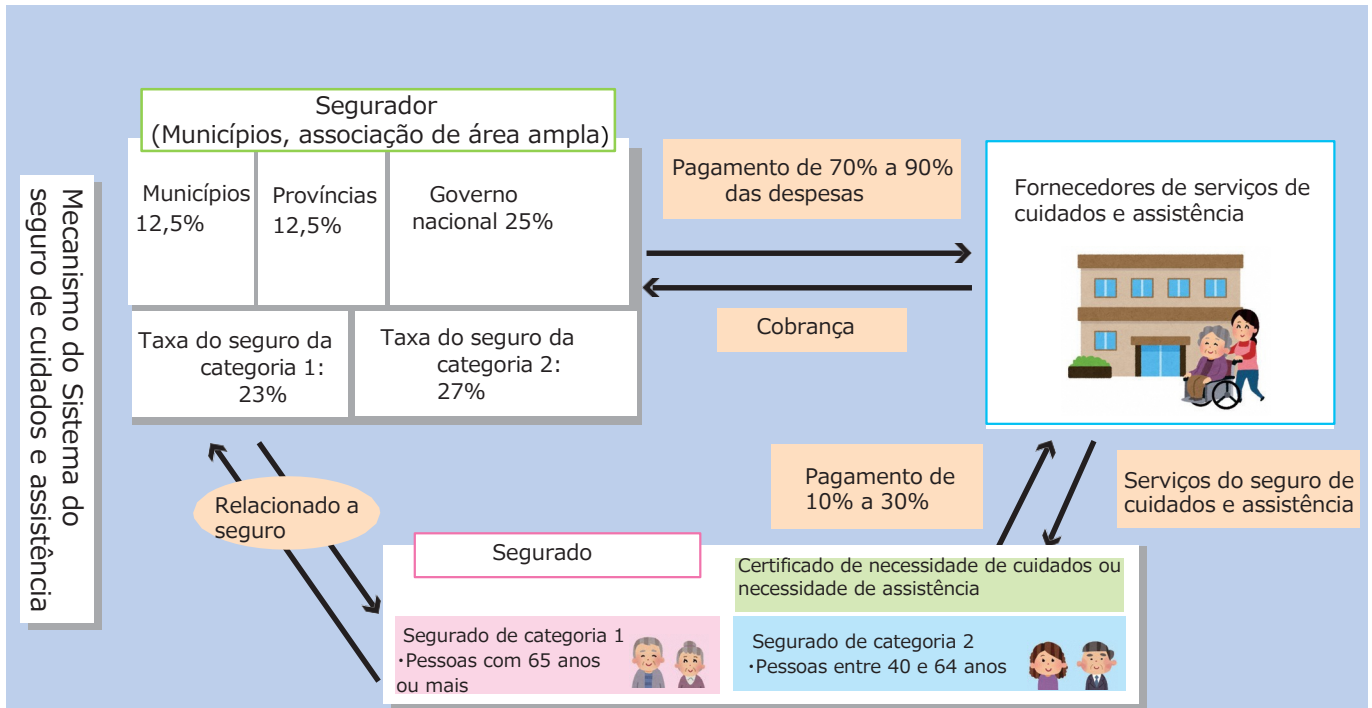 Mecanismo do Sistema do
seguro de cuidados e assistência
Segurador
(Municípios, associação de área ampla)
Municípios
12,5%
Províncias
12,5%
Governo
nacional 25%
Taxa do seguro da
categoria 1:
23%
Taxa do seguro da
categoria 2:
27%
Pagamento de 70% a 90%
das despesas
Cobrança
Fornecedores de serviços de
cuidados e assistência
Relacionado a
seguro
Pagamento de
10% a 30%
Serviços do seguro de
cuidados e assistência
Segurado
Certificado de necessidade de cuidados ou
necessidade de assistência
Segurado de categoria 1
・Pessoas com 65 anos
ou mais
Segurado de categoria 2
・Pessoas entre 40 e 64 anos